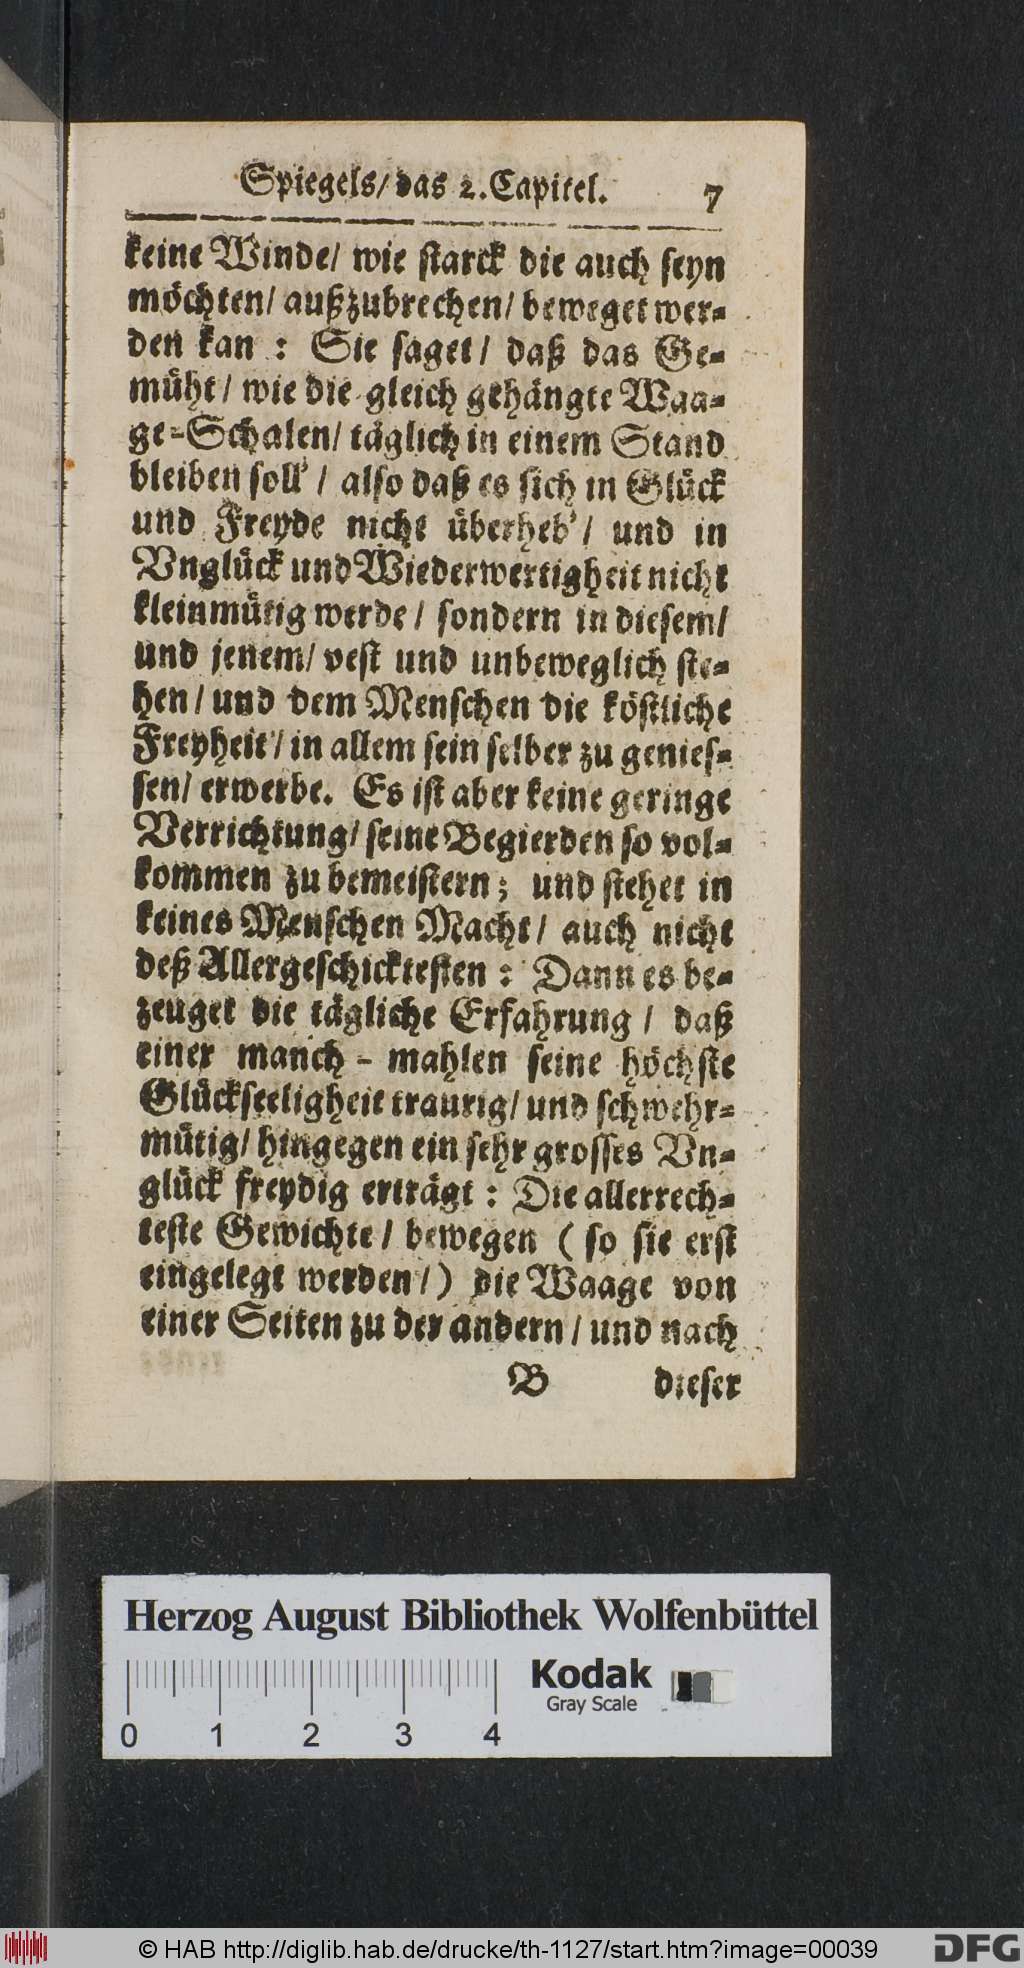 Spiegels/ das 2. Capitel. 7
keine Winde/ wie starck die auch seyn
möchten/ außzubrechen/ beweget wer-
den kan : Sie saget / daß das Ge-
müht / wie die gleich gehängte Waa-
ge-Schalen/ täglich in einem Stand
bleiben soll' / also daß es sich in Glück
und Freyde nicht überheb' / und in
Vnglück und Wiederwertigheit nicht
kleinmütig werde / sondern in diesem/
und jenem/ vest und unbeweglich ste-
hen / und dem Menschen die köstliche
Freyheit / in allem sein selber zu genies-
sen/ erwerbe. Es ist aber keine geringe
Verrichtung/ seine Begierden so vol-
kommen zu bemeistern; und stehet in
keines Menschen Macht / auch nicht
deß Allergeschicktesten : Dann es be-
zeuget die tägliche Erfahrung / daß
einer manch-mahlen seine höchste
Glückseeligheit traurig/ und schwehr-
mütig/ hingegen ein sehr grosses Vn-
glück freydig erträgt : Die allerrech-
teste Gewichte / bewegen ( so sie erst
eingelegt werden /) die Waage von
einer Seiten zu der andern / und nach
B dieser
Herzog August Bibliothek Wolfenbüttel
Kodak
Gray Scale
0 1 2 3 4
© HAB http://diglib.hab.de/drucke/th-1127/start.htm?image=00039 DFG